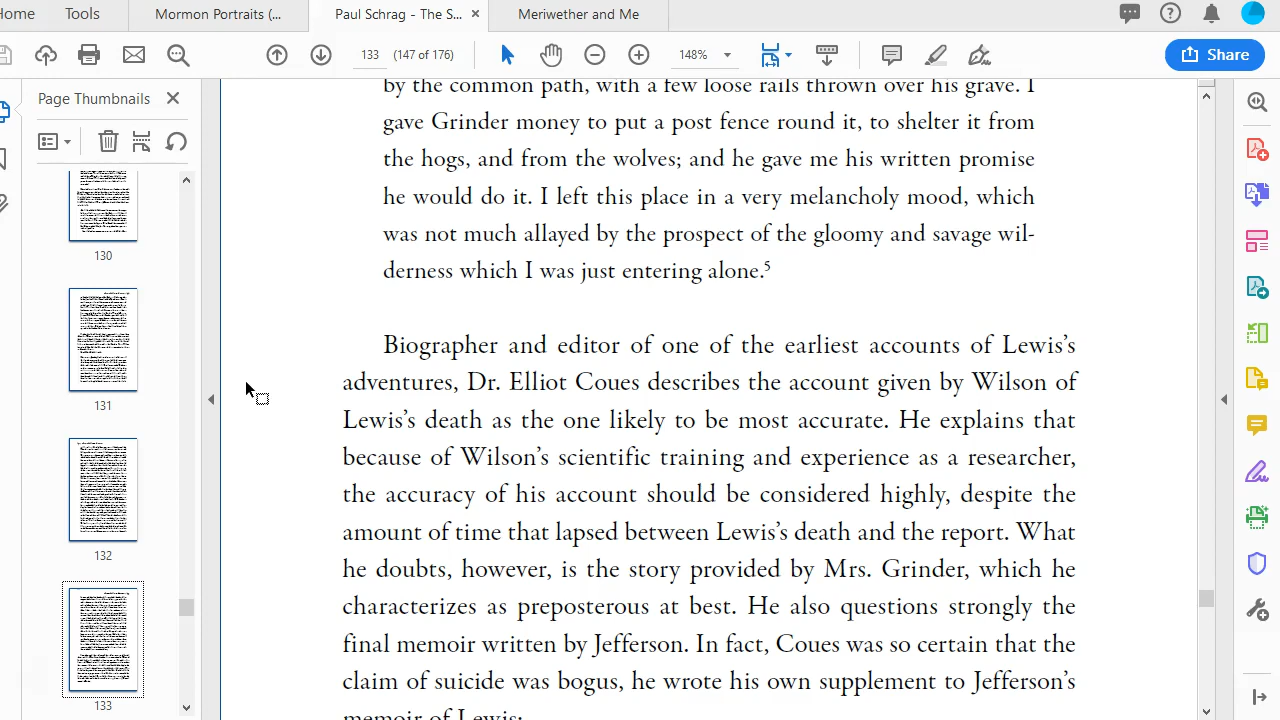 Home
Tools
Mormon Portraits (...
Paul Schrag - The S...
Meriwether and Me
133 (147 of 176)
148%
Share
Page Thumbnails
130
131
132
133
by the common path, with a few loose rails thrown over his grave. I
gave Grinder money to put a post fence round it, to shelter it from
the hogs, and from the wolves; and he gave me his written promise
he would do it. I left this place in a very melancholy mood, which
was not much allayed by the prospect of the gloomy and savage wil-
derness which I was just entering alone.⁵
Biographer and editor of one of the earliest accounts of Lewis’s
adventures, Dr. Elliot Coues describes the account given by Wilson of
Lewis’s death as the one likely to be most accurate. He explains that
because of Wilson’s scientific training and experience as a researcher,
the accuracy of his account should be considered highly, despite the
amount of time that lapsed between Lewis’s death and the report. What
he doubts, however, is the story provided by Mrs. Grinder, which he
characterizes as preposterous at best. He also questions strongly the
final memoir written by Jefferson. In fact, Coues was so certain that the
claim of suicide was bogus, he wrote his own supplement to Jefferson’s
memoir of Lewis: